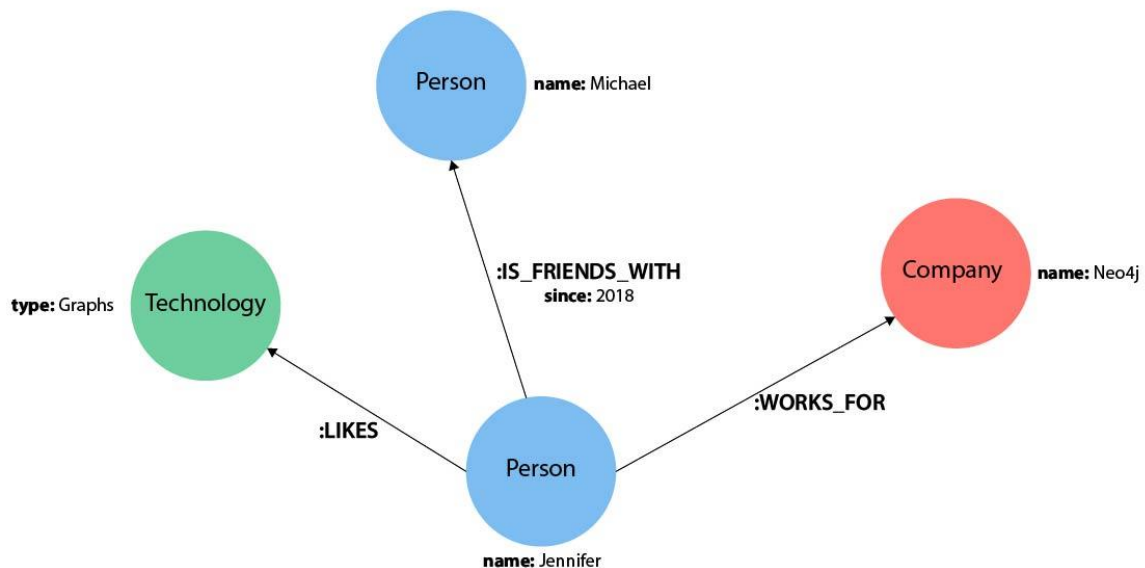 Person
name: Michael
:IS_FRIENDS_WITH
since: 2018
Company
name: Neo4j
type: Graphs
Technology
:LIKES
:WORKS_FOR
Person
name: Jennifer